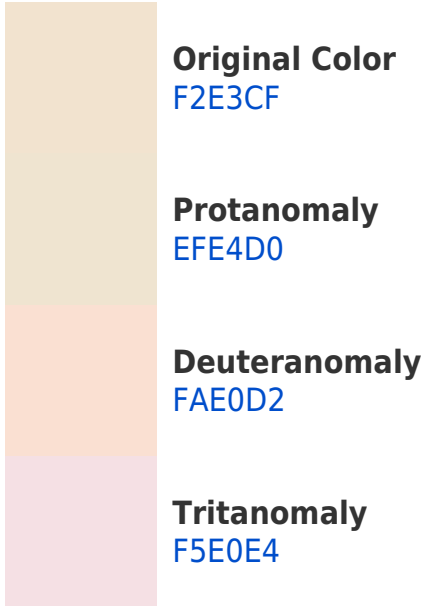 Original Color
F2E3CF
Protanomaly
EFE4D0
Deuteranomaly
FAE0D2
Tritanomaly
F5E0E4